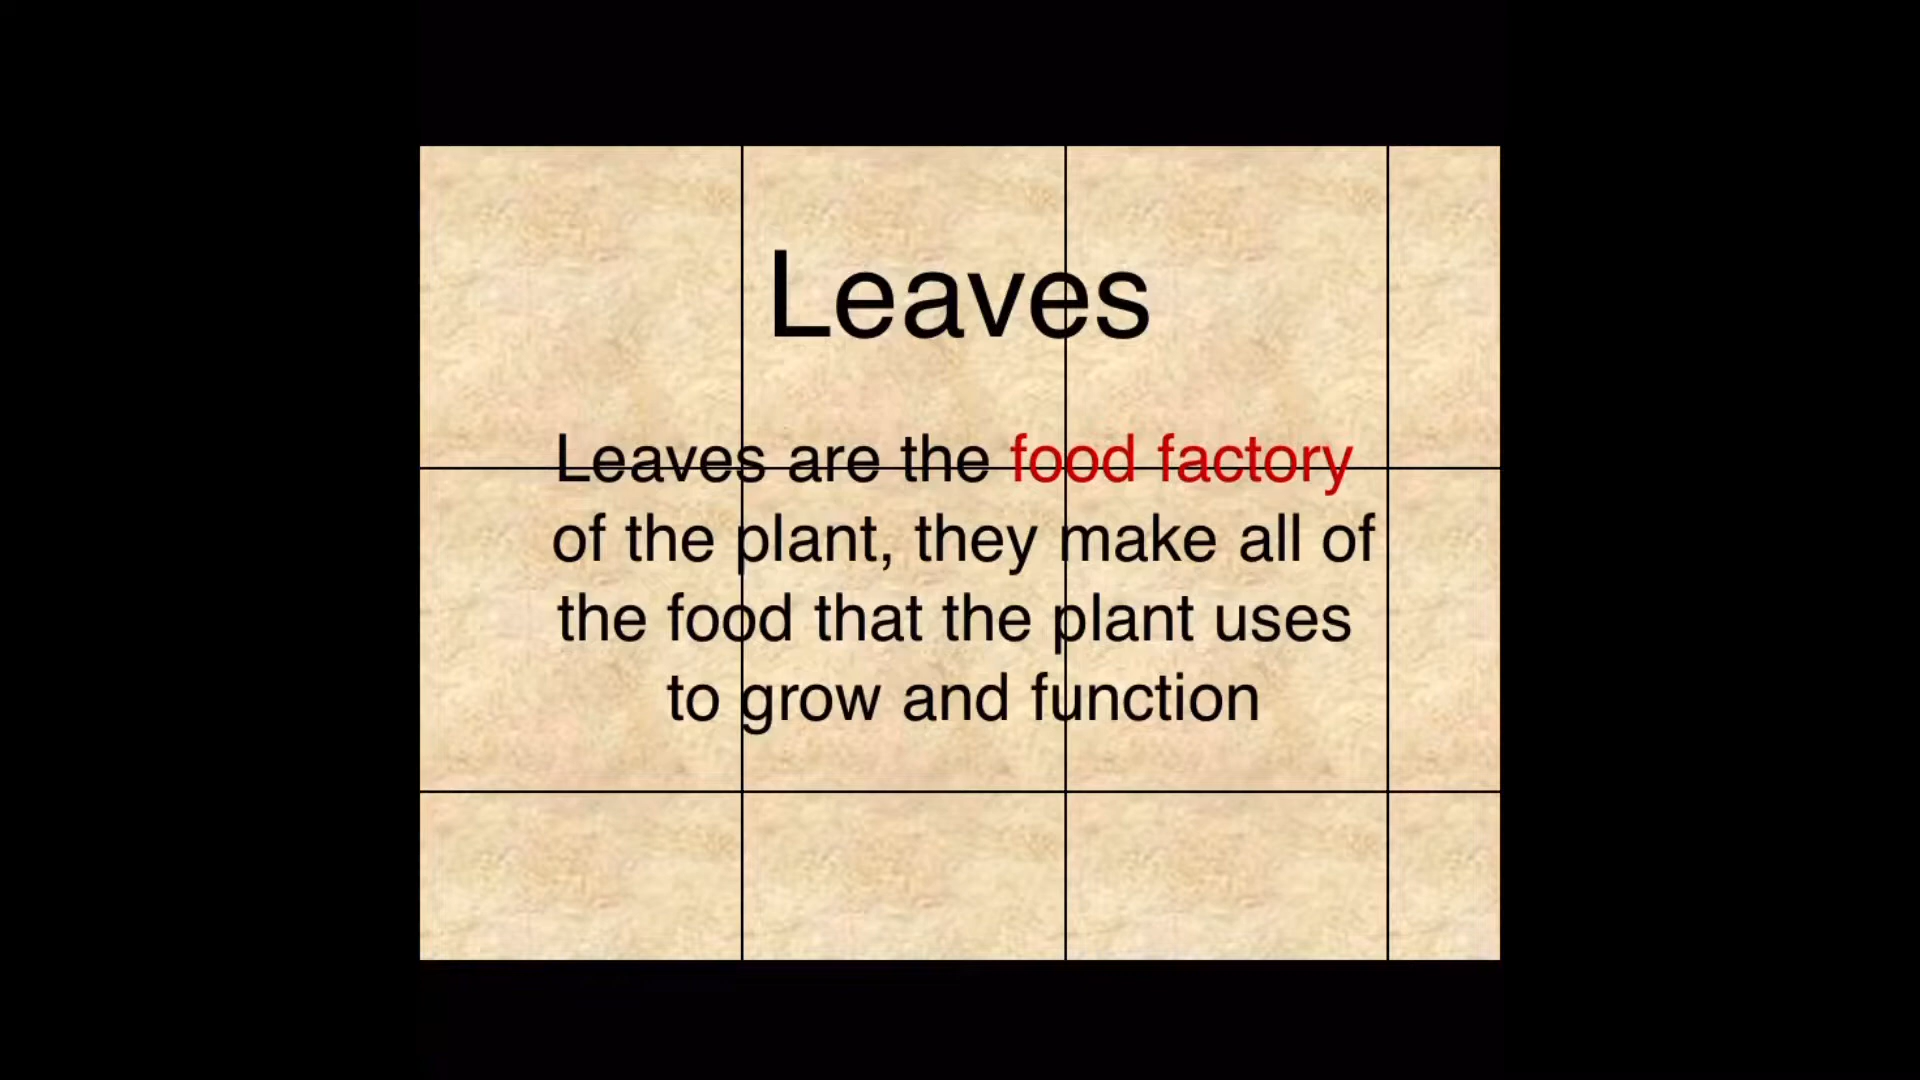 Leaves
Leaves are the food factory
of the plant, they make all of
the food that the plant uses
to grow and function